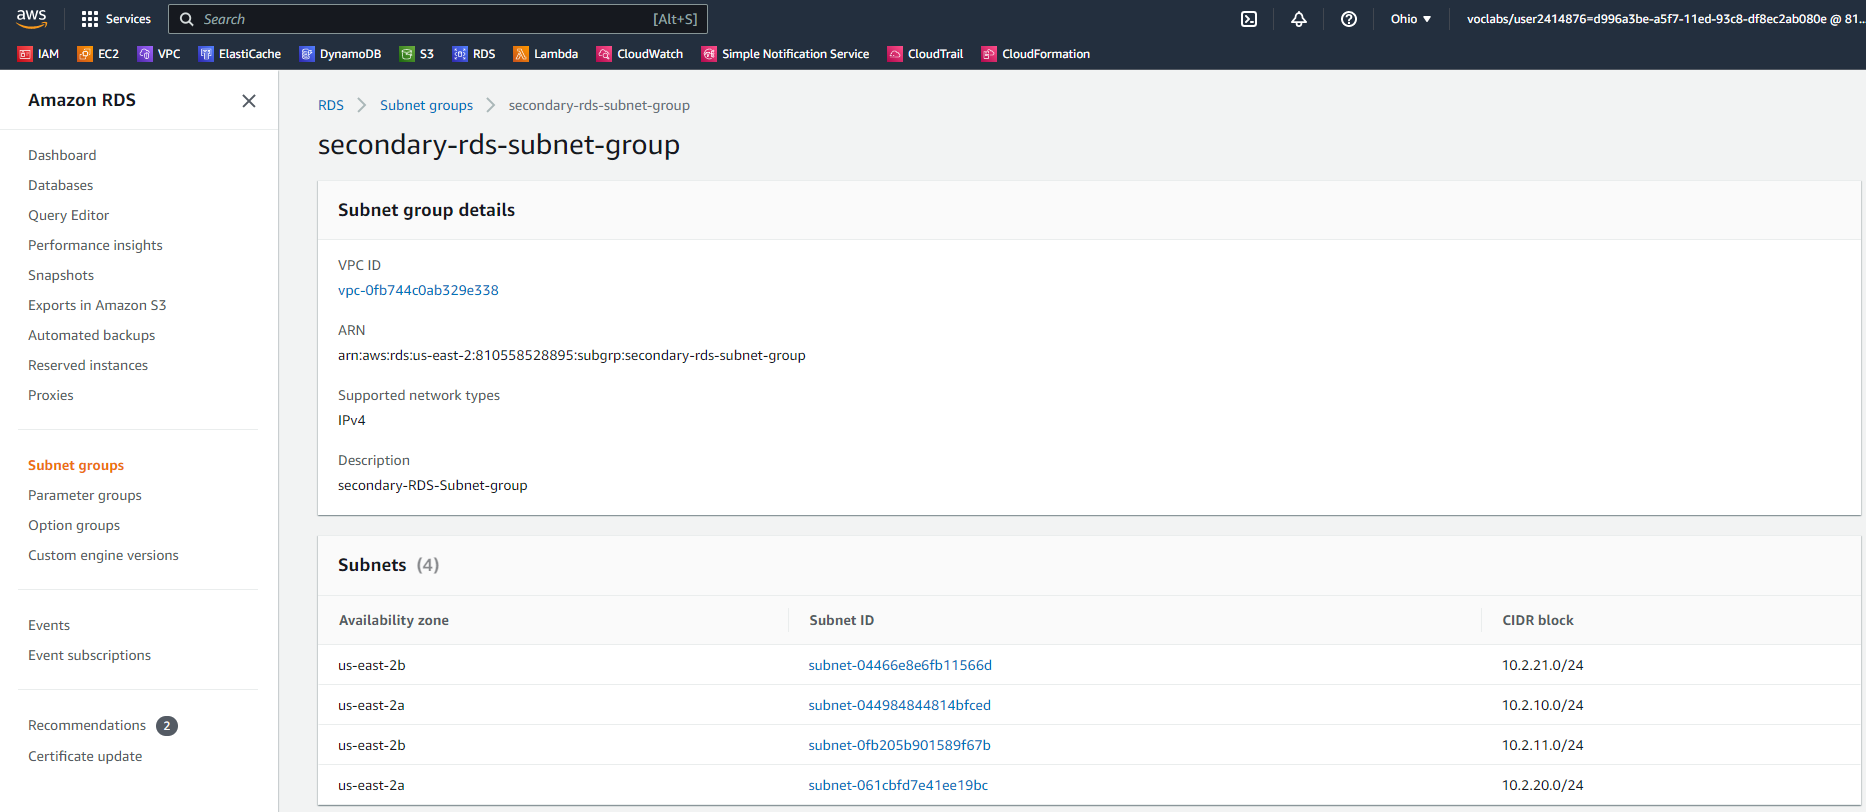 aws Services Search [Alt+S] Ohio voclabs/user2414876=d996a3be-a5f7-11ed-93c8-df8ec2ab080e @ 81...
IAM EC2 VPC ElastiCache DynamoDB S3 RDS Lambda CloudWatch Simple Notification Service CloudTrail CloudFormation
Amazon RDS
Dashboard
Databases
Query Editor
Performance insights
Snapshots
Exports in Amazon S3
Automated backups
Reserved instances
Proxies
Subnet groups
Parameter groups
Option groups
Custom engine versions
Events
Event subscriptions
Recommendations 2
Certificate update
RDS Subnet groups secondary-rds-subnet-group
secondary-rds-subnet-group
Subnet group details
VPC ID
vpc-0fb744c0ab329e338
ARN
arn:aws:rds:us-east-2:810558528895:subgrp:secondary-rds-subnet-group
Supported network types
IPv4
Description
secondary-RDS-Subnet-group
Subnets (4)
Availability zone Subnet ID CIDR block
us-east-2b subnet-04466e8e6fb11566d 10.2.21.0/24
us-east-2a subnet-044984844814bfced 10.2.10.0/24
us-east-2b subnet-0fb205b901589f67b 10.2.11.0/24
us-east-2a subnet-061cbfd7e41ee19bc 10.2.20.0/24